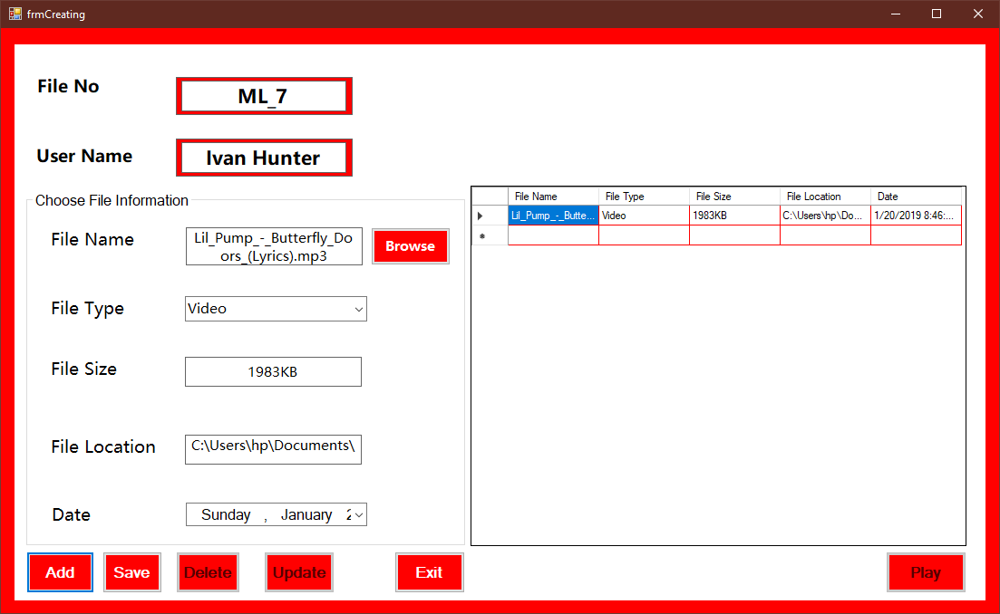 frmCreating
File No
ML_7
User Name
Ivan Hunter
Choose File Information
File Name
Lil_Pump_-_Butterfly_Do
ors_(Lyrics).mp3
Browse
File Type
Video
File Size
1983KB
File Location
C:\Users\hp\Documents\
Date
Sunday , January 2
File Name File Type File Size File Location Date
Lil_Pump_-_Butte... Video 1983KB C:\Users\hp\Do... 1/20/2019 8:46:...
Add Save Delete Update Exit Play